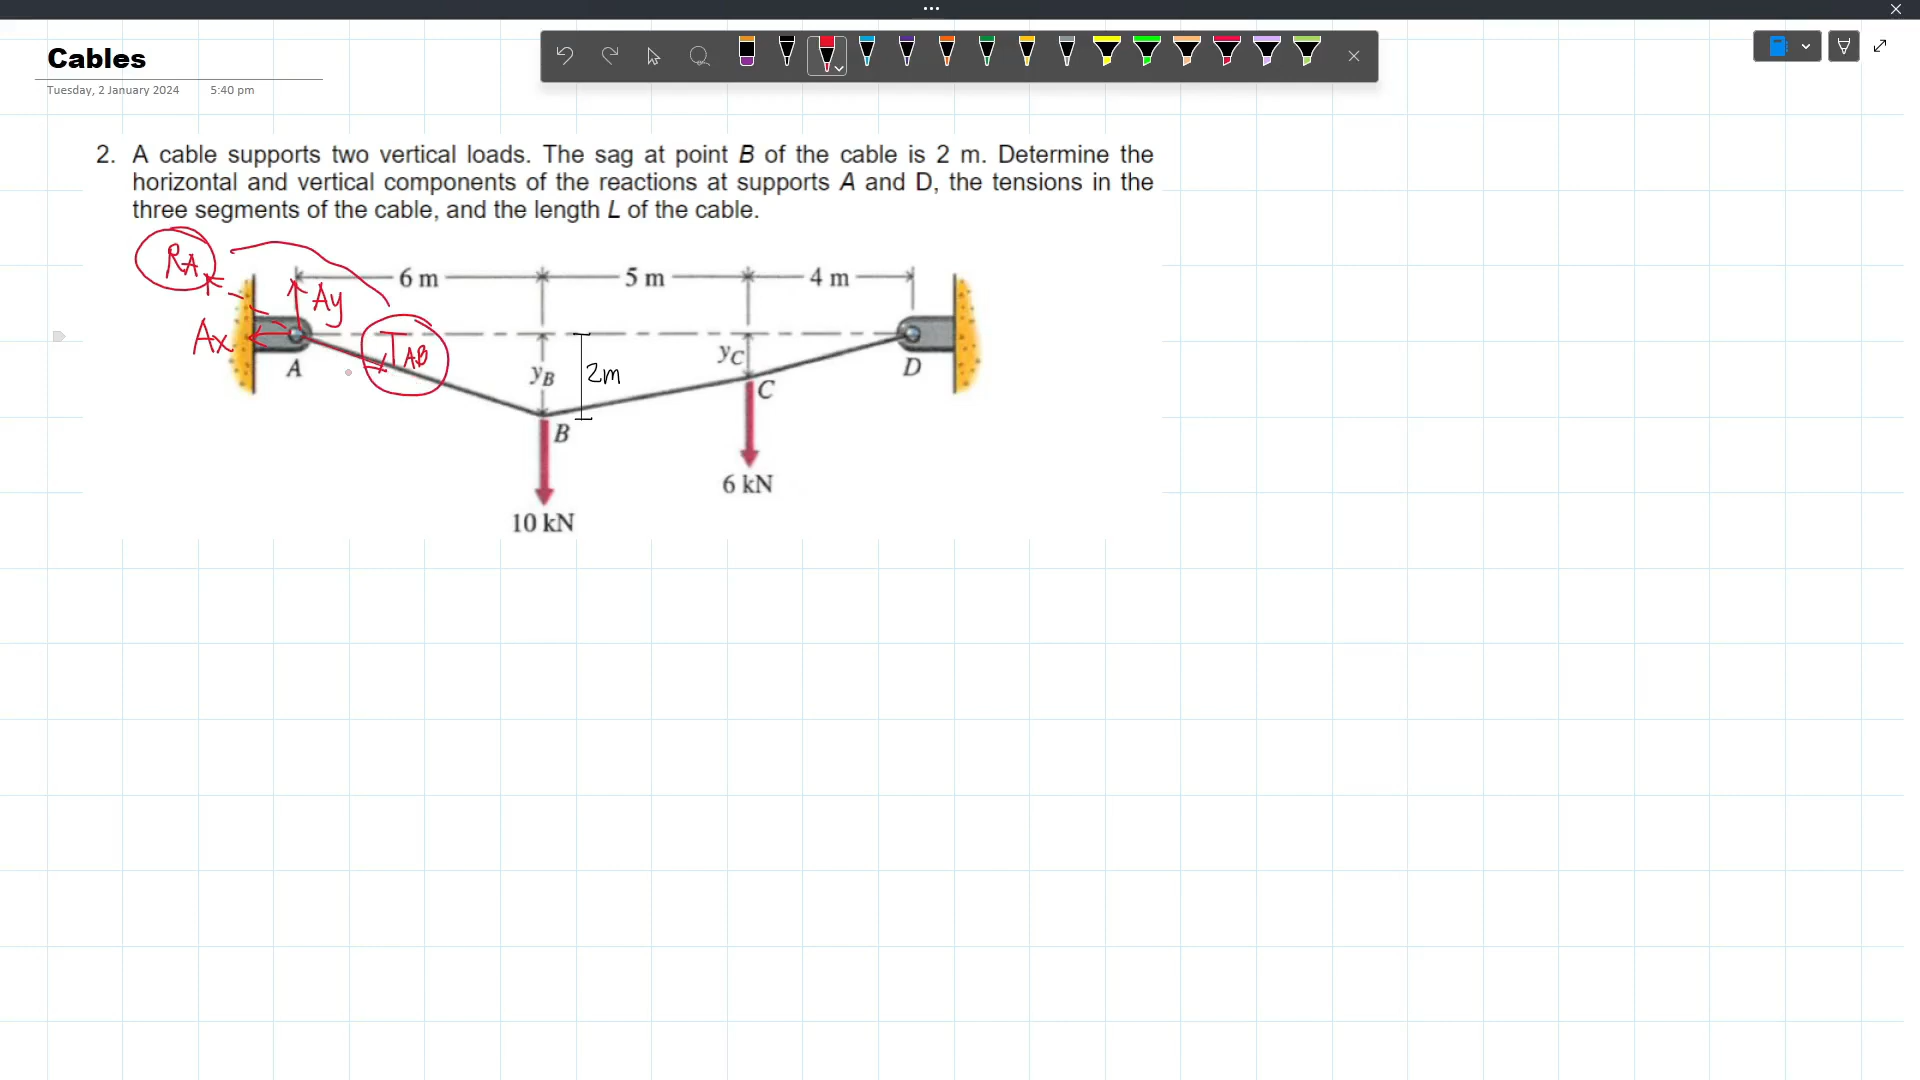 Cables
Tuesday, 2 January 2024 5:40 pm
2. A cable supports two vertical loads. The sag at point B of the cable is 2 m. Determine the
horizontal and vertical components of the reactions at supports A and D, the tensions in the
three segments of the cable, and the length L of the cable.
RA
6 m 5 m 4 m
Ay
Ax
TAB
yC
A
yB
2m
D
C
B
6 kN
10 kN